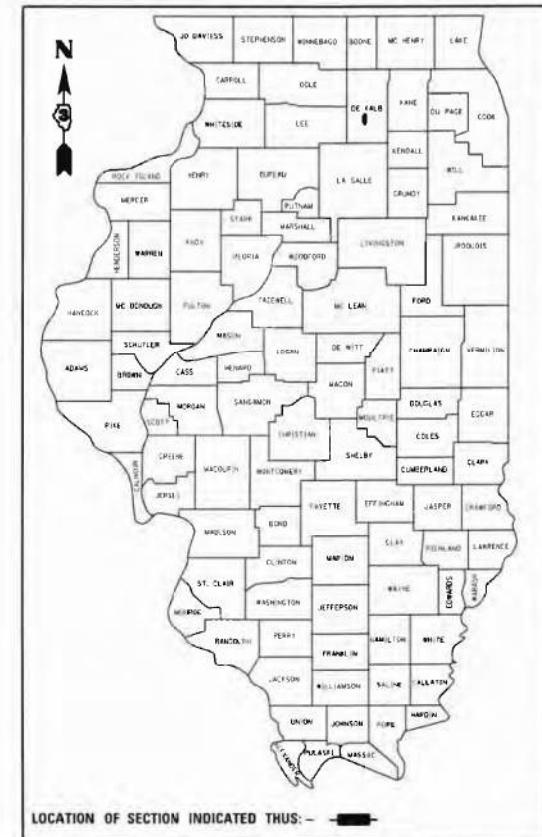 JO DAVIESS STEPHENSON WINNEBAGO BOONE MC HENRY LAKE
N
CARROLL OGLE
DE KALB KANE DU PAGE COOK
3
WHITESIDE LEE
KENDALL WILL
ROCK ISLAND HENRY BUREAU LA SALLE GRUNDY
MERCER PUTNAM
KANKAKEE
STARK MARSHALL
HENDERSON WARREN KNOX PEORIA WOODFORD LIVINGSTON IROQUOIS
HANCOCK MC DONOUGH FULTON TAZEWELL MC LEAN FORD
MASON
SCHUYLER LOGAN DE WITT CHAMPAIGN VERMILION
ADAMS BROWN CASS MENARD PIATT
MACON
MORGAN SANGAMON DOUGLAS
PIKE SCOTT MOULTRIE EDGAR
CHRISTIAN COLES
GREENE MACOUPIN SHELBY
CALHOUN MONTGOMERY CUMBERLAND CLARK
JERSEY FAYETTE EFFINGHAM JASPER CRAWFORD
MADISON BOND
CLAY RICHLAND LAWRENCE
CLINTON MARION
ST. CLAIR WAYNE EDWARDS WABASH
WASHINGTON JEFFERSON
MONROE
RANDOLPH PERRY HAMILTON WHITE
FRANKLIN
JACKSON WILLIAMSON SALINE GALLATIN
UNION JOHNSON POPE HARDIN
ALEXANDER PULASKI MASSAC
LOCATION OF SECTION INDICATED THUS: -